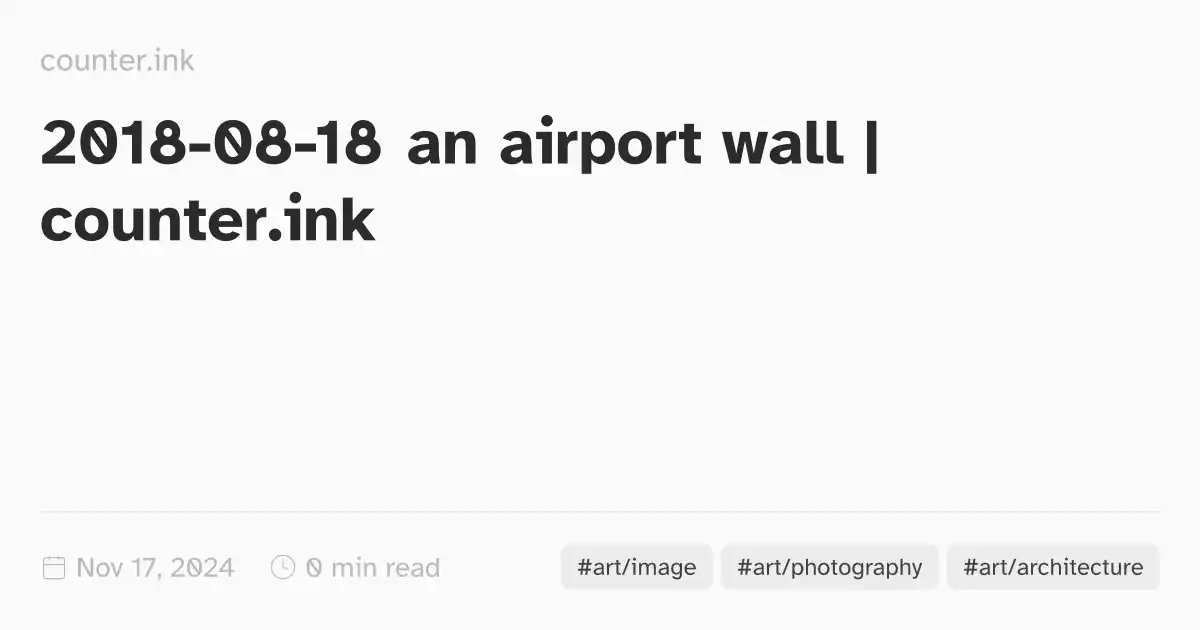 counter.ink
2018-08-18 an airport wall |
counter.ink
Nov 17, 2024 0 min read #art/image #art/photography #art/architecture